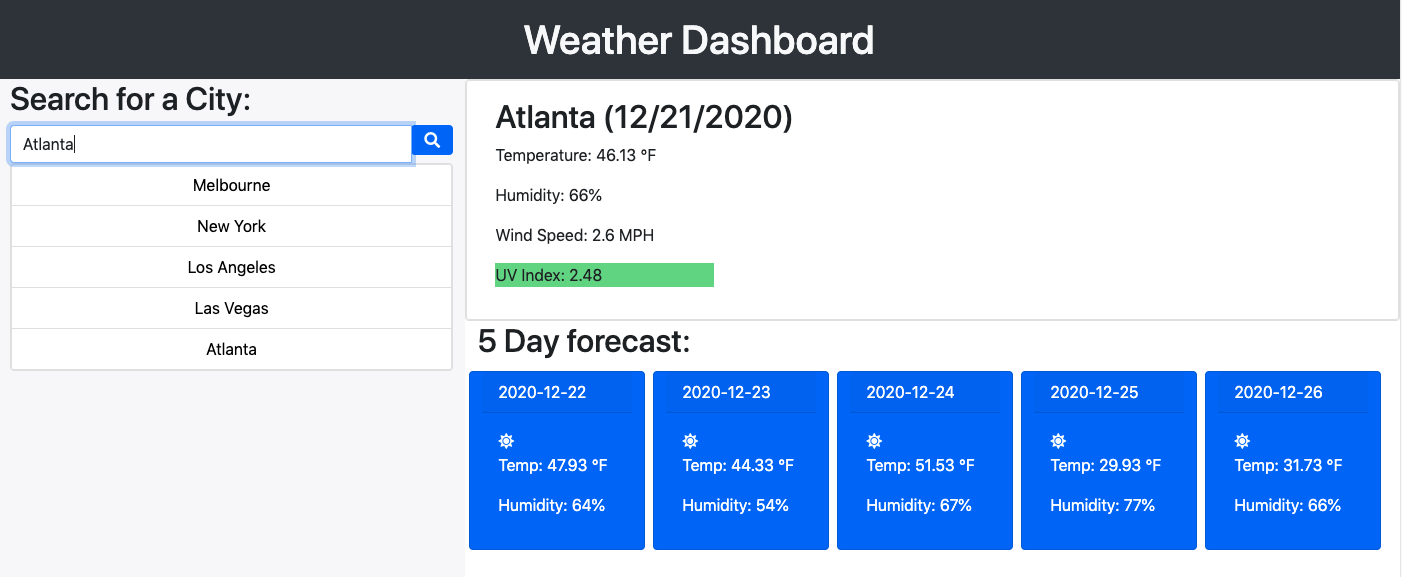 Weather Dashboard
Search for a City:
Atlanta
Melbourne
New York
Los Angeles
Las Vegas
Atlanta
Atlanta (12/21/2020)
Temperature: 46.13 °F
Humidity: 66%
Wind Speed: 2.6 MPH
UV Index: 2.48
5 Day forecast:
2020-12-22
Temp: 47.93 °F
Humidity: 64%
2020-12-23
Temp: 44.33 °F
Humidity: 54%
2020-12-24
Temp: 51.53 °F
Humidity: 67%
2020-12-25
Temp: 29.93 °F
Humidity: 77%
2020-12-26
Temp: 31.73 °F
Humidity: 66%